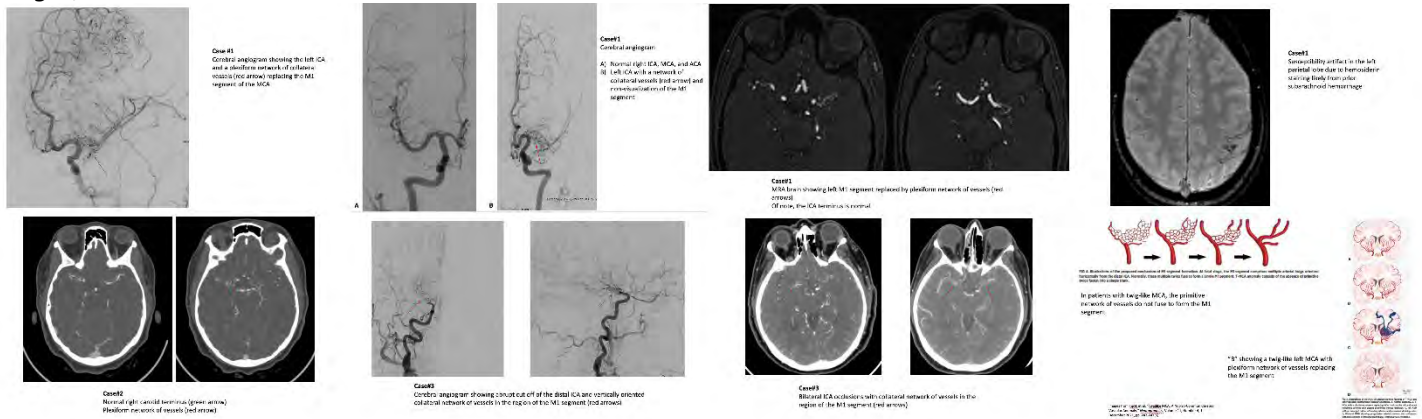 Case #1
Cerebral angiogram showing the left ICA
and a plexiform network of collateral
vessels (red arrow) replacing the M1
segment of the MCA
Case#1
Cerebral angiogram
A) Normal right ICA, MCA, and ACA
B) Left ICA with a network of
collateral vessels (red arrow) and
non-visualization of the M1
segment
A
B
Case#1
MRA brain showing left M1 segment replaced by plexiform network of vessels (red
arrows)
Of note, the ICA terminus is normal
Case#1
Susceptibility artifact in the left
parietal lobe due to hemosiderin
staining likely from prior
subarachnoid hemorrhage
Case#2
Normal right carotid terminus (green arrow)
Plexiform network of vessels (red arrow)
Case#3
Cerebral angiogram showing abrupt cut off of the distal ICA and vertically oriented
collateral network of vessels in the region of the M1 segment (red arrows)
Case#3
Bilateral ICA occlusions with collateral network of vessels in the
region of the M1 segment (red arrows)
In patients with twig-like MCA, the primitive
network of vessels do not fuse to form the M1
segment
"B" showing a twig-like left MCA with
plexiform network of vessels replacing
the M1 segment